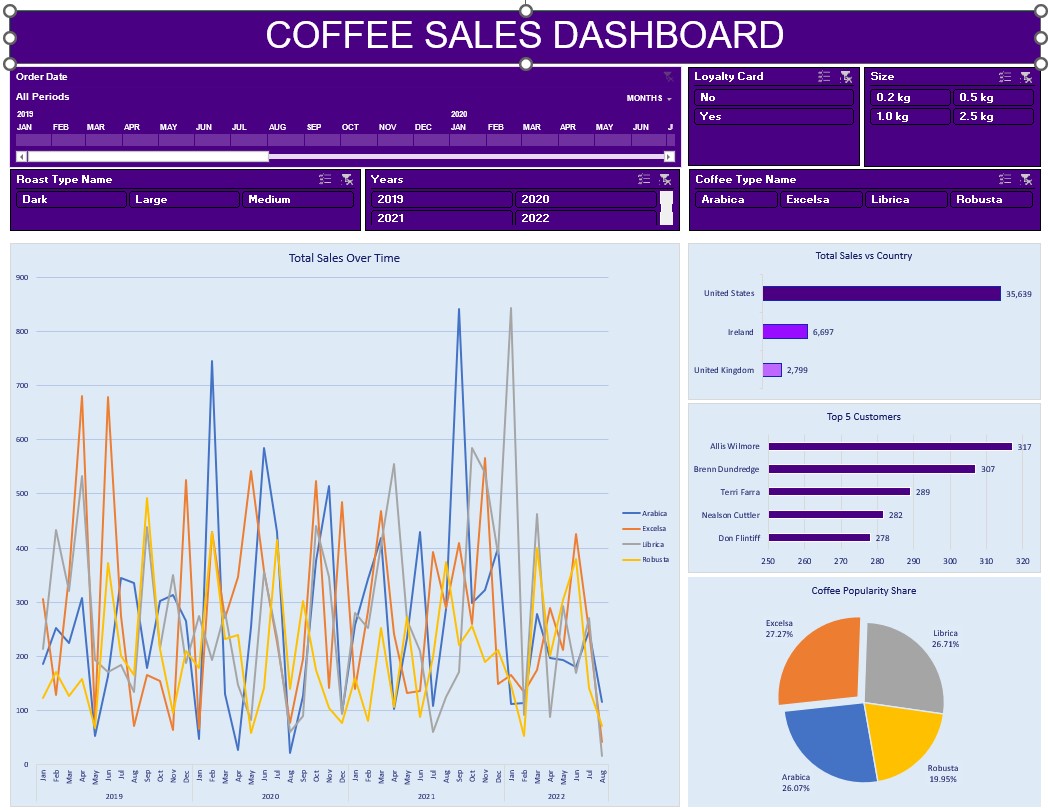 COFFEE SALES DASHBOARD
Order Date
All Periods
MONTHS
2019 2020
JAN FEB MAR APR MAY JUN JUL AUG SEP OCT NOV DEC JAN FEB MAR APR MAY JUN J
Loyalty Card
No
Yes
Size
0.2 kg 0.5 kg
1.0 kg 2.5 kg
Roast Type Name
Dark Large Medium
Years
2019 2020
2021 2022
Coffee Type Name
Arabica Excelsa Librica Robusta
Total Sales Over Time
900
800
700
600
500
400
300
200
100
0
Jan Feb Mar Apr May Jun Jul Aug Sep Oct Nov Dec Jan Feb Mar Apr May Jun Jul Aug Sep Oct Nov Dec Jan Feb Mar Apr May Jun Jul Aug Sep Oct Nov Dec Jan Feb Mar Apr May Jun Jul Aug
2019 2020 2021 2022
Arabica
Excelsa
Librica
Robusta
Total Sales vs Country
United States 35,639
Ireland 6,697
United Kingdom 2,799
Top 5 Customers
Allis Wilmore 317
Brenn Dundredge 307
Terri Farra 289
Nealson Cuttler 282
Don Flintiff 278
250 260 270 280 290 300 310 320
Coffee Popularity Share
Excelsa
27.27%
Librica
26.71%
Robusta
19.95%
Arabica
26.07%